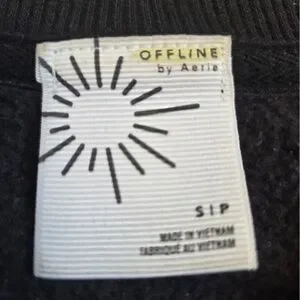 OFFLINE
by Aerie
S I P
MADE IN VIETNAM
FABRIQUÉ AU VIETNAM